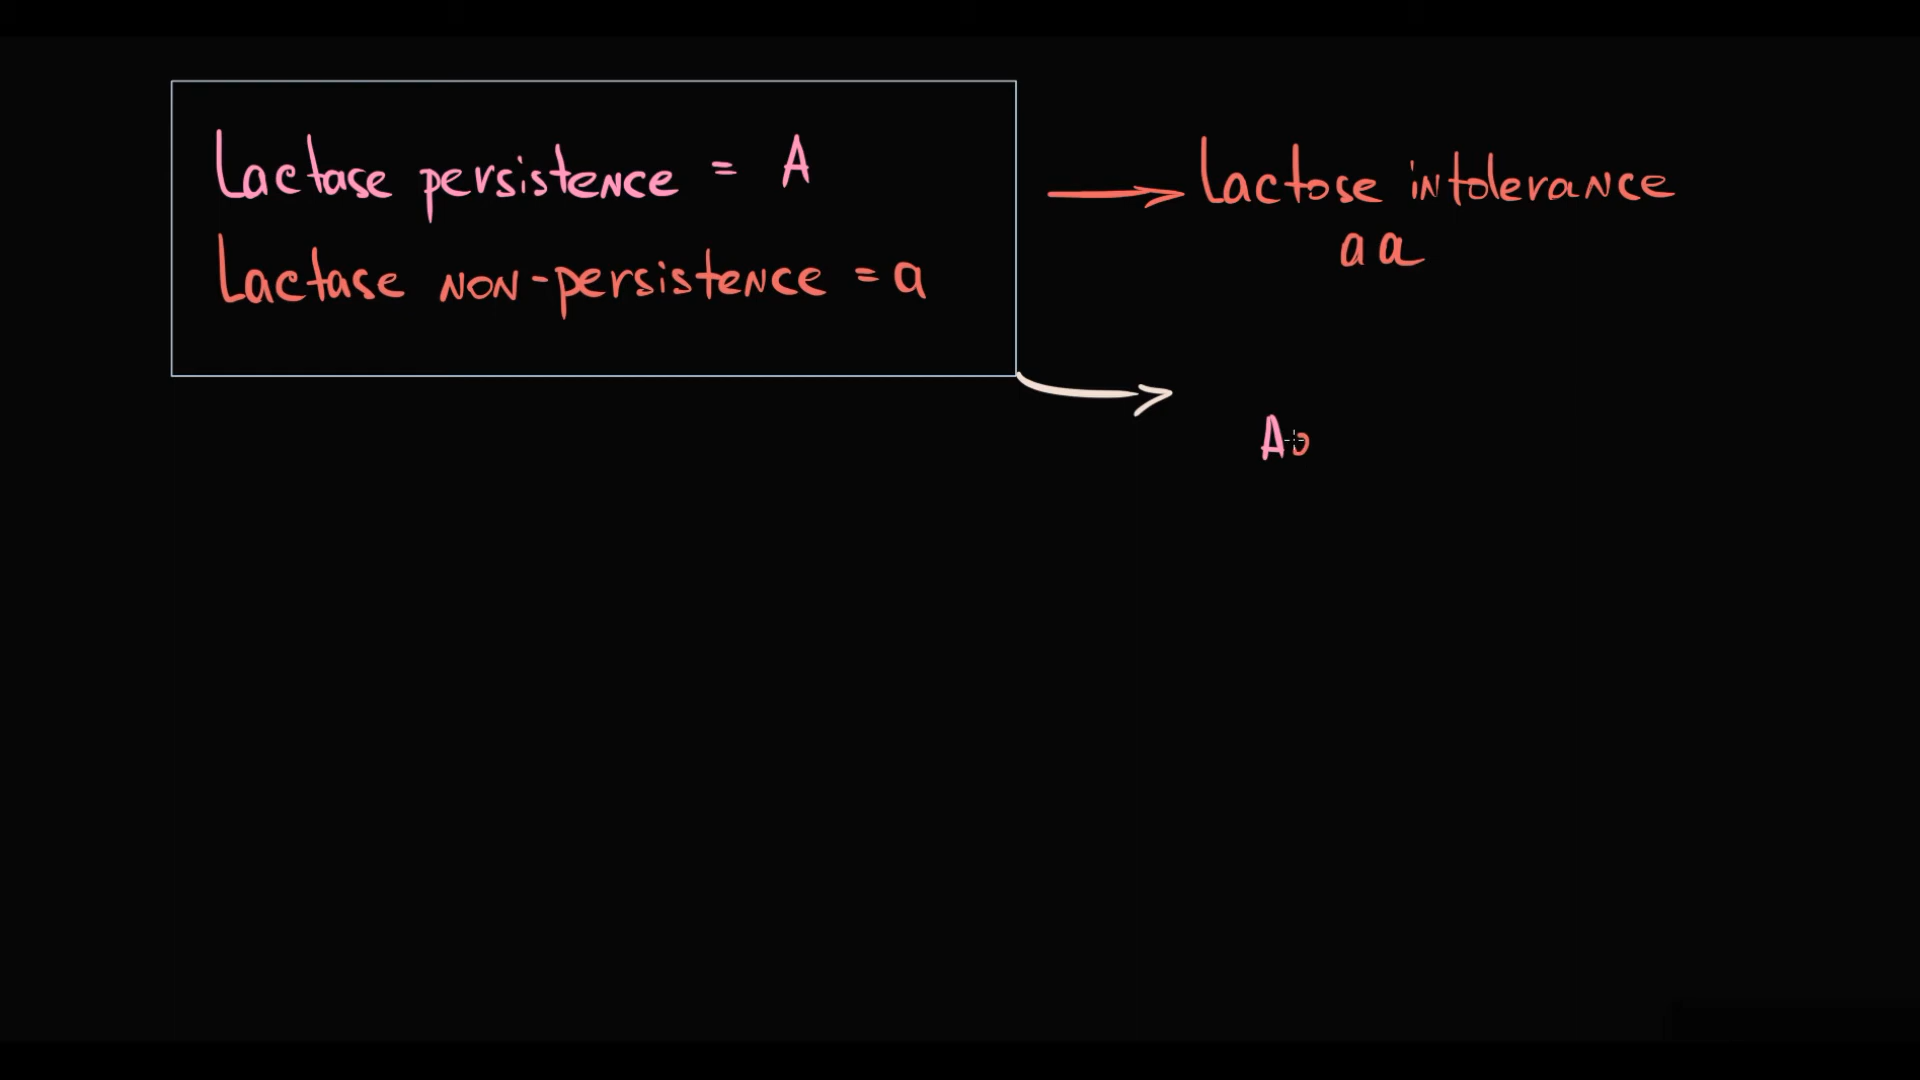 Lactase persistence = A
Lactase non-persistence = a
Lactose intolerance
aa
A